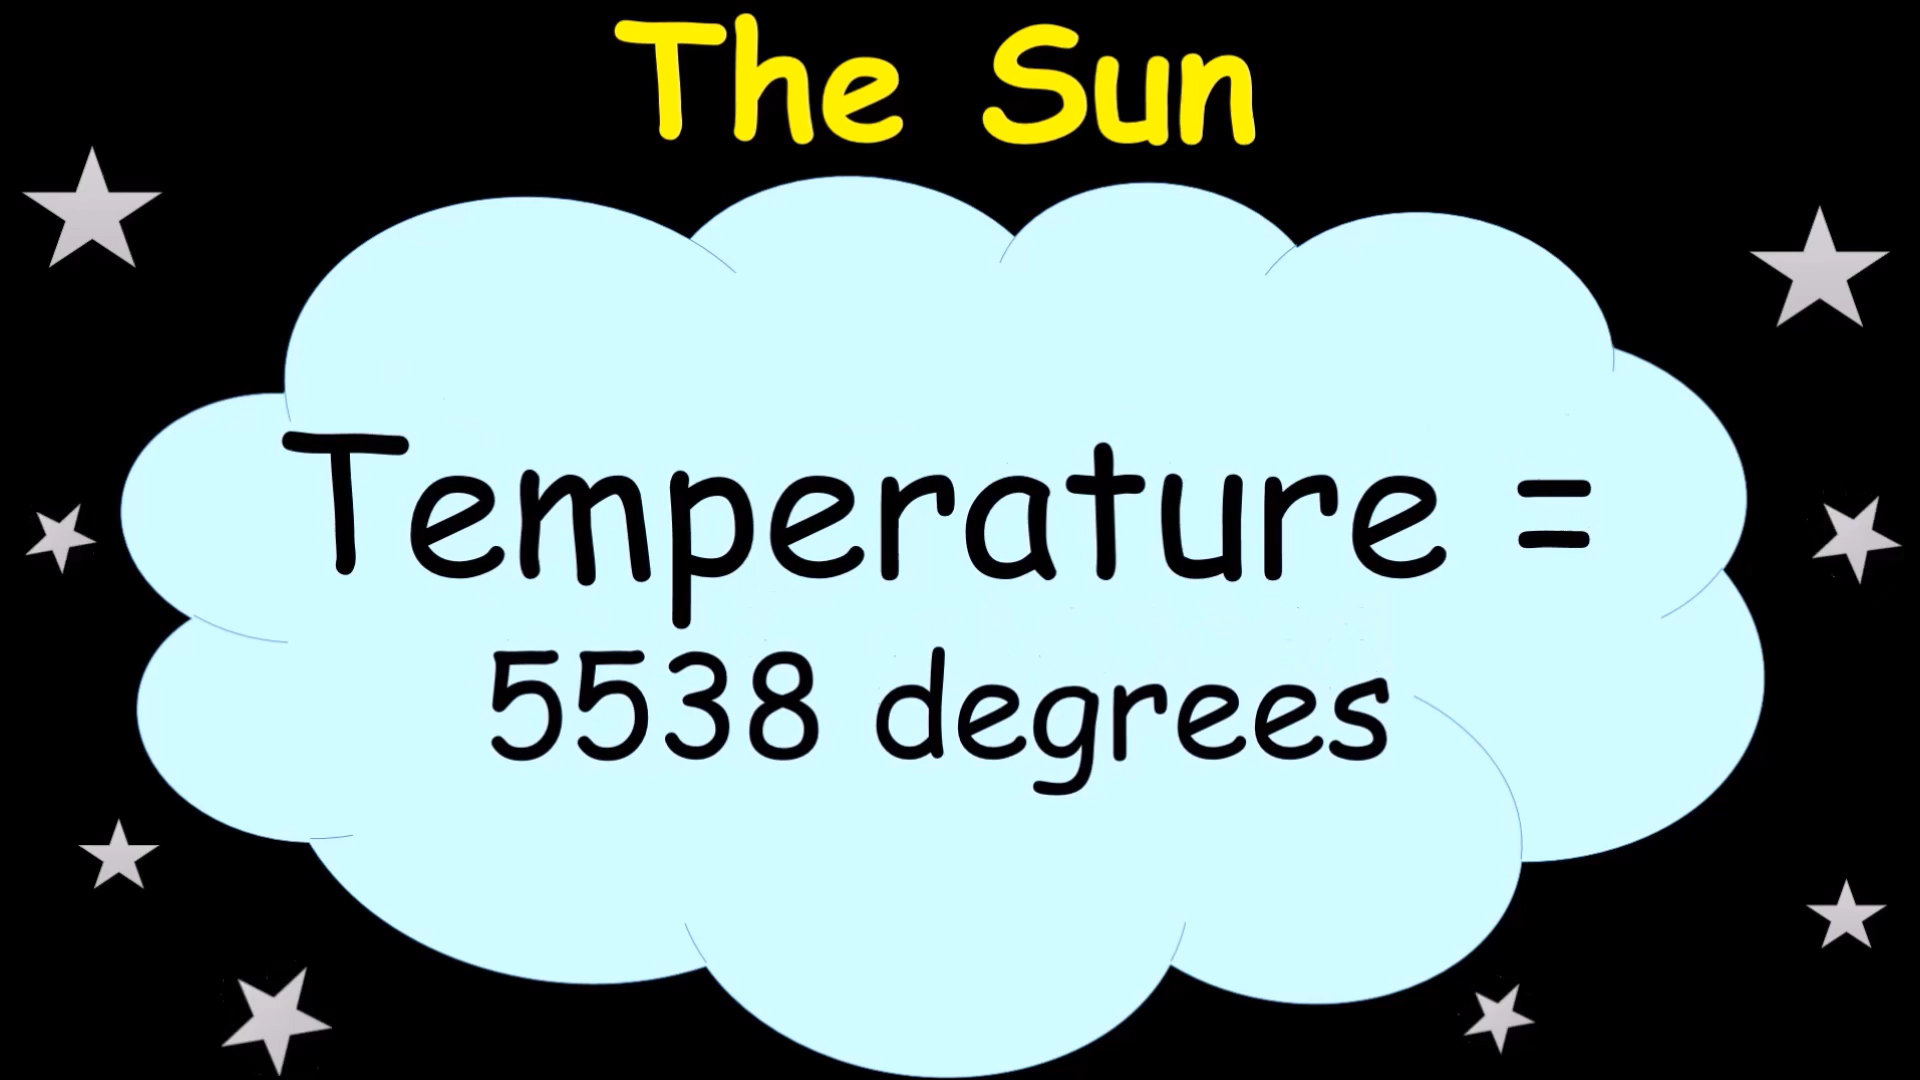 The Sun
Temperature =
5538 degrees